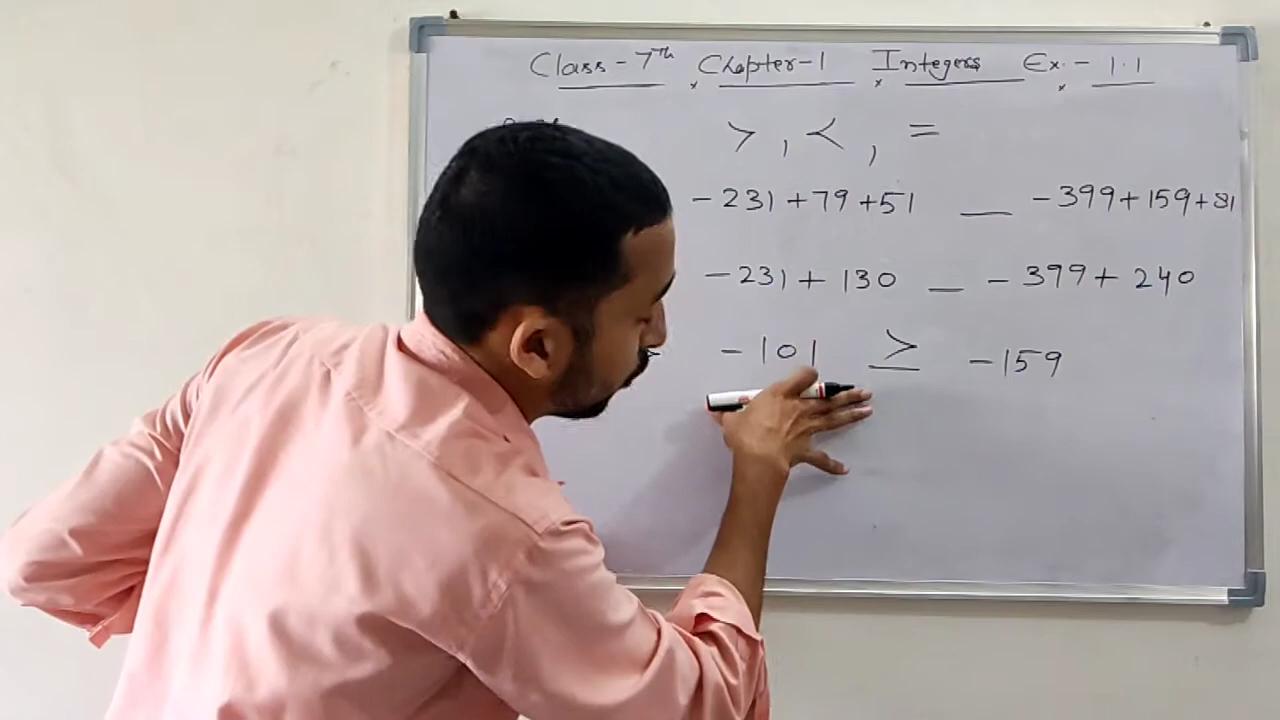 Class - 7th Chapter - 1 Integers Ex. - 1.1
> , < , =
-231 + 79 + 51 __ -399 + 159 + 81
-231 + 130 __ -399 + 240
-101 > -159